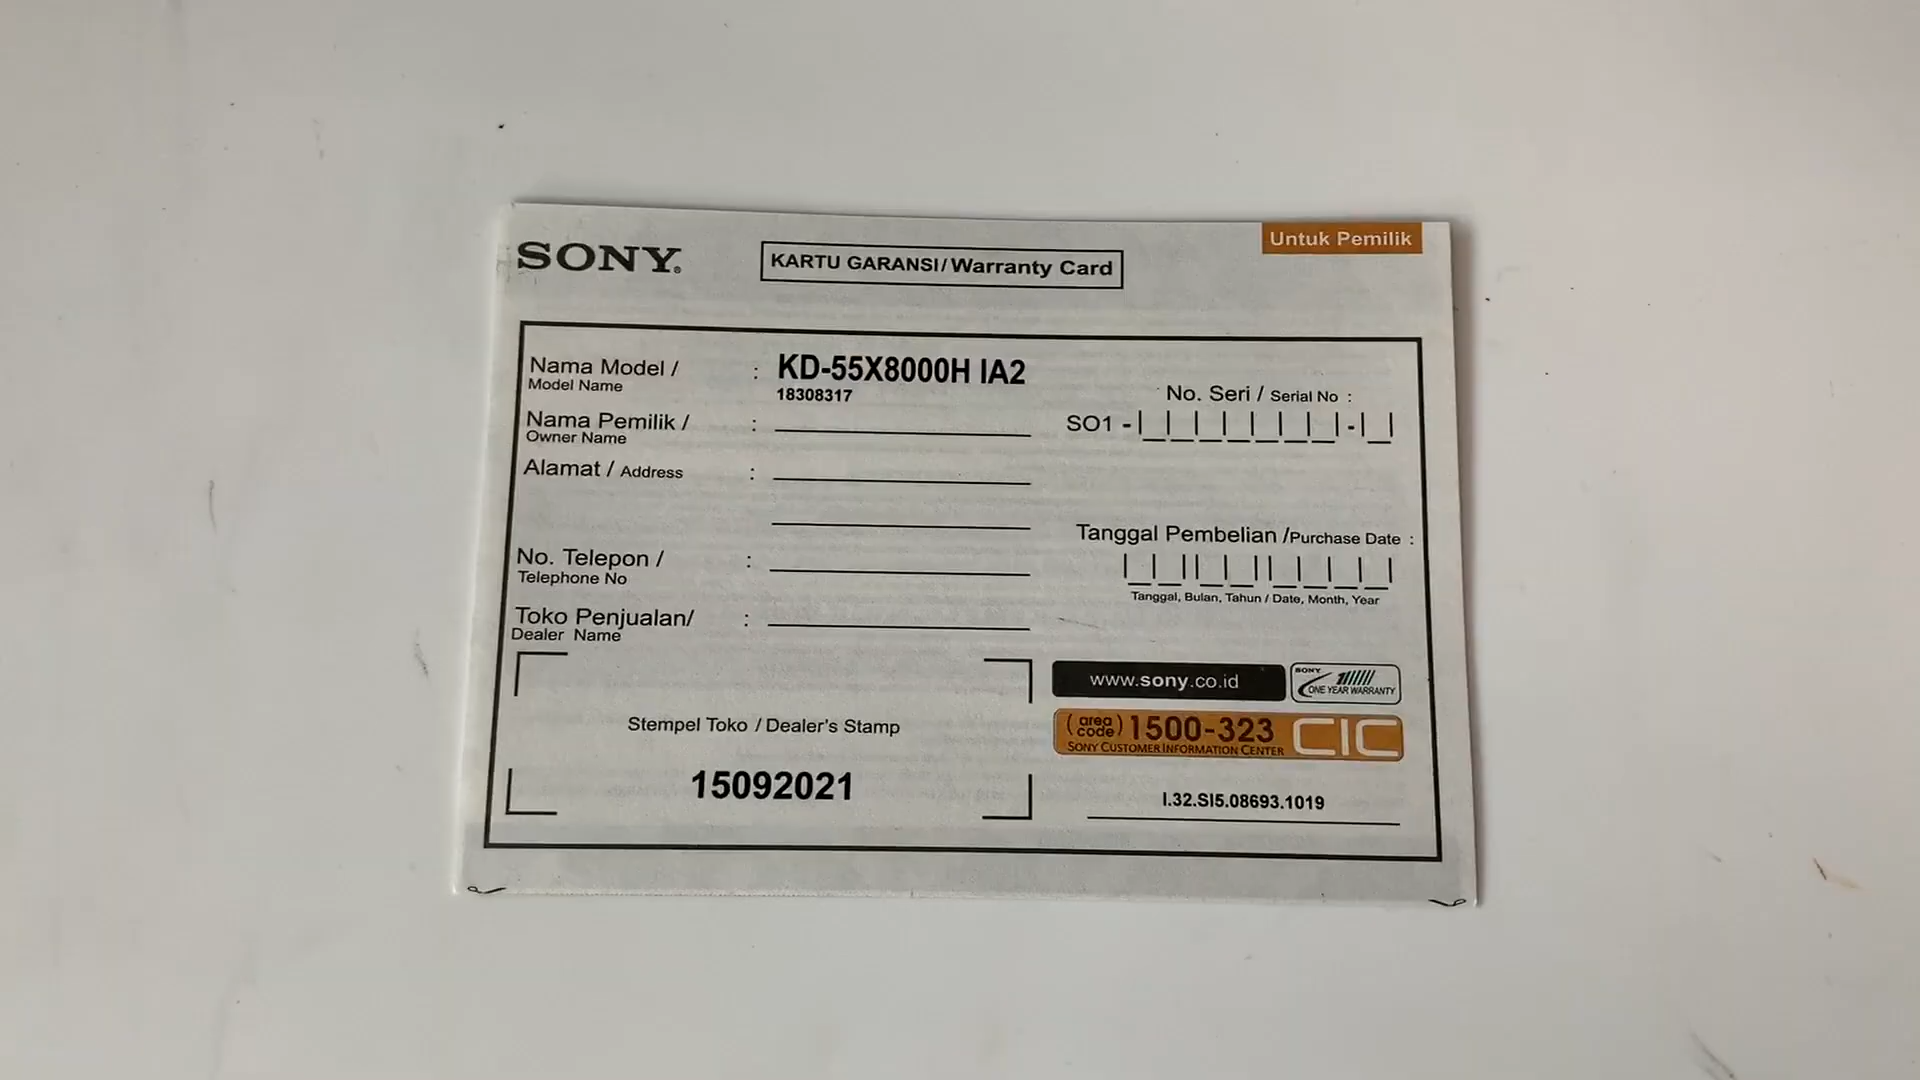 SONY.
KARTU GARANSI/Warranty Card
Untuk Pemilik
Nama Model /
Model Name
: KD-55X8000H IA2
18308317
No. Seri / Serial No :
SO1 - -
Nama Pemilik / :
Owner Name
Alamat / Address :
Tanggal Pembelian /Purchase Date :
Tanggal, Bulan, Tahun / Date, Month, Year
No. Telepon / :
Telephone No
Toko Penjualan/ :
Dealer Name
Stempel Toko / Dealer's Stamp
15092021
www.sony.co.id
SONY
ONE YEAR WARRANTY
(area code) 1500-323 CIC
SONY CUSTOMER INFORMATION CENTER
I.32.SI5.08693.1019